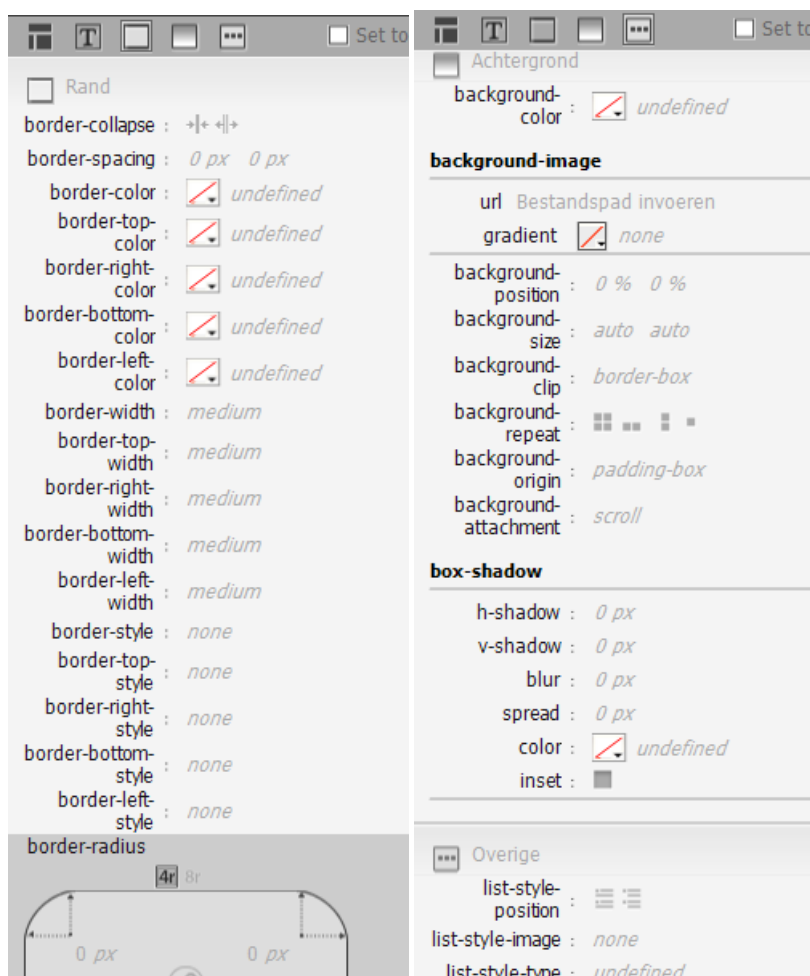 T
Set to
Rand
border-collapse :
border-spacing : 0 px 0 px
border-color : undefined
border-top-
color : undefined
border-right-
color : undefined
border-bottom-
color : undefined
border-left-
color : undefined
border-width : medium
border-top-
width : medium
border-right-
width : medium
border-bottom-
width : medium
border-left-
width : medium
border-style : none
border-top-
style : none
border-right-
style : none
border-bottom-
style : none
border-left-
style : none
border-radius
4r 8r
0 px 0 px
T
Set to
Achtergrond
background-
color : undefined
background-image
url Bestandspad invoeren
gradient none
background-
position : 0 % 0 %
background-
size : auto auto
background-
clip : border-box
background-
repeat :
background-
origin : padding-box
background-
attachment : scroll
box-shadow
h-shadow : 0 px
v-shadow : 0 px
blur : 0 px
spread : 0 px
color : undefined
inset :
Overige
list-style-
position :
list-style-image : none
list-style-type : undefined